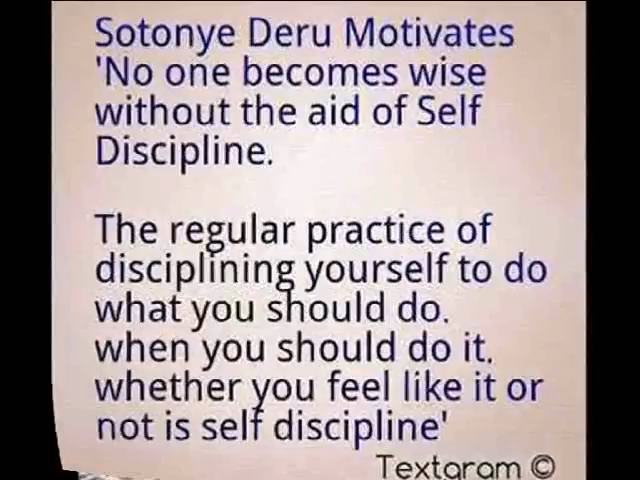 Sotonye Deru Motivates
'No one becomes wise
without the aid of Self
Discipline.
The regular practice of
disciplining yourself to do
what you should do.
when you should do it,
whether you feel like it or
not is self discipline'
Textgram ©